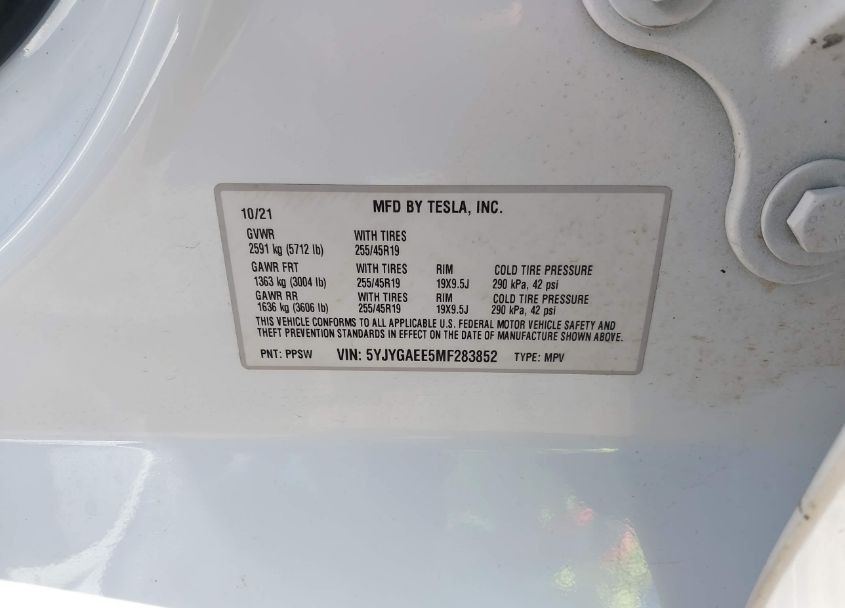 MFD BY TESLA, INC.
10/21
GVWR WITH TIRES
2591 kg (5712 lb) 255/45R19
GAWR FRT WITH TIRES RIM COLD TIRE PRESSURE
1363 kg (3004 lb) 255/45R19 19X9.5J 290 kPa, 42 psi
GAWR RR WITH TIRES RIM COLD TIRE PRESSURE
1636 kg (3606 lb) 255/45R19 19X9.5J 290 kPa, 42 psi
THIS VEHICLE CONFORMS TO ALL APPLICABLE U.S. FEDERAL MOTOR VEHICLE SAFETY AND
THEFT PREVENTION STANDARDS IN EFFECT ON THE DATE OF MANUFACTURE SHOWN ABOVE.
PNT: PPSW VIN: 5YJYGAEE5MF283852 TYPE: MPV